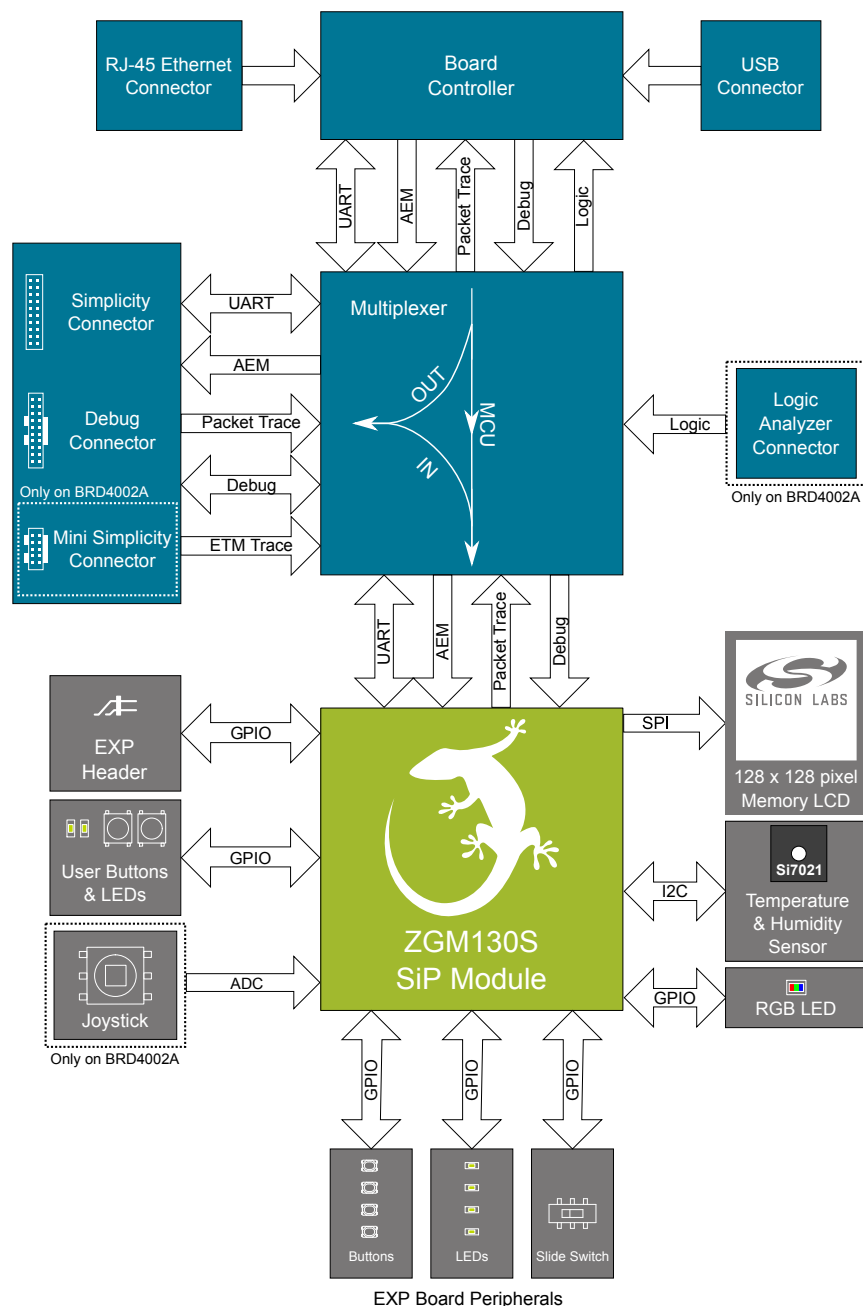 RJ-45 Ethernet
Connector
Board
Controller
USB
Connector
UART
AEM
Packet Trace
Debug
Logic
Simplicity
Connector
Debug
Connector
Only on BRD4002A
Mini Simplicity
Connector
UART
AEM
Packet Trace
Debug
ETM Trace
Multiplexer
OUT
MCU
IN
Logic
Logic
Analyzer
Connector
Only on BRD4002A
UART
AEM
Packet Trace
Debug
EXP
Header
GPIO
User Buttons
& LEDs
GPIO
Joystick
Only on BRD4002A
ADC
ZGM130S
SiP Module
SPI
SILICON LABS
128 x 128 pixel
Memory LCD
I2C
Si7021
Temperature
& Humidity
Sensor
GPIO
RGB LED
GPIO
GPIO
GPIO
Buttons
LEDs
Slide Switch
EXP Board Peripherals